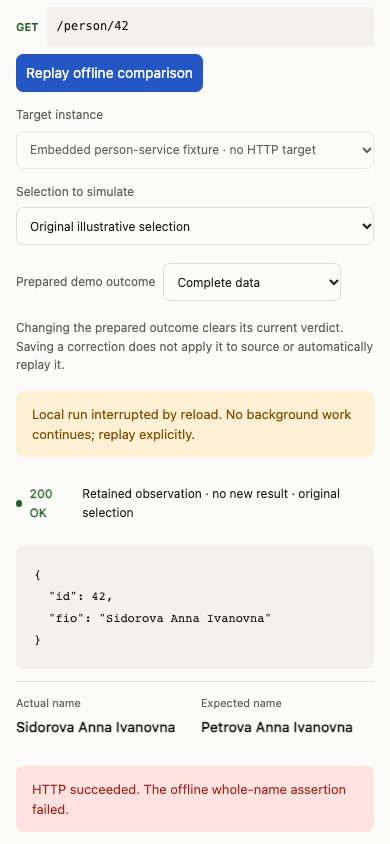 GET /person/42
Replay offline comparison
Target instance
Embedded person-service fixture · no HTTP target
Selection to simulate
Original illustrative selection
Prepared demo outcome Complete data
Changing the prepared outcome clears its current verdict.
Saving a correction does not apply it to source or automatically
replay it.
Local run interrupted by reload. No background work
continues; replay explicitly.
200 OK
Retained observation · no new result · original
selection
{
"id": 42,
"fio": "Sidorova Anna Ivanovna"
}
Actual name
Sidorova Anna Ivanovna
Expected name
Petrova Anna Ivanovna
HTTP succeeded. The offline whole-name assertion
failed.